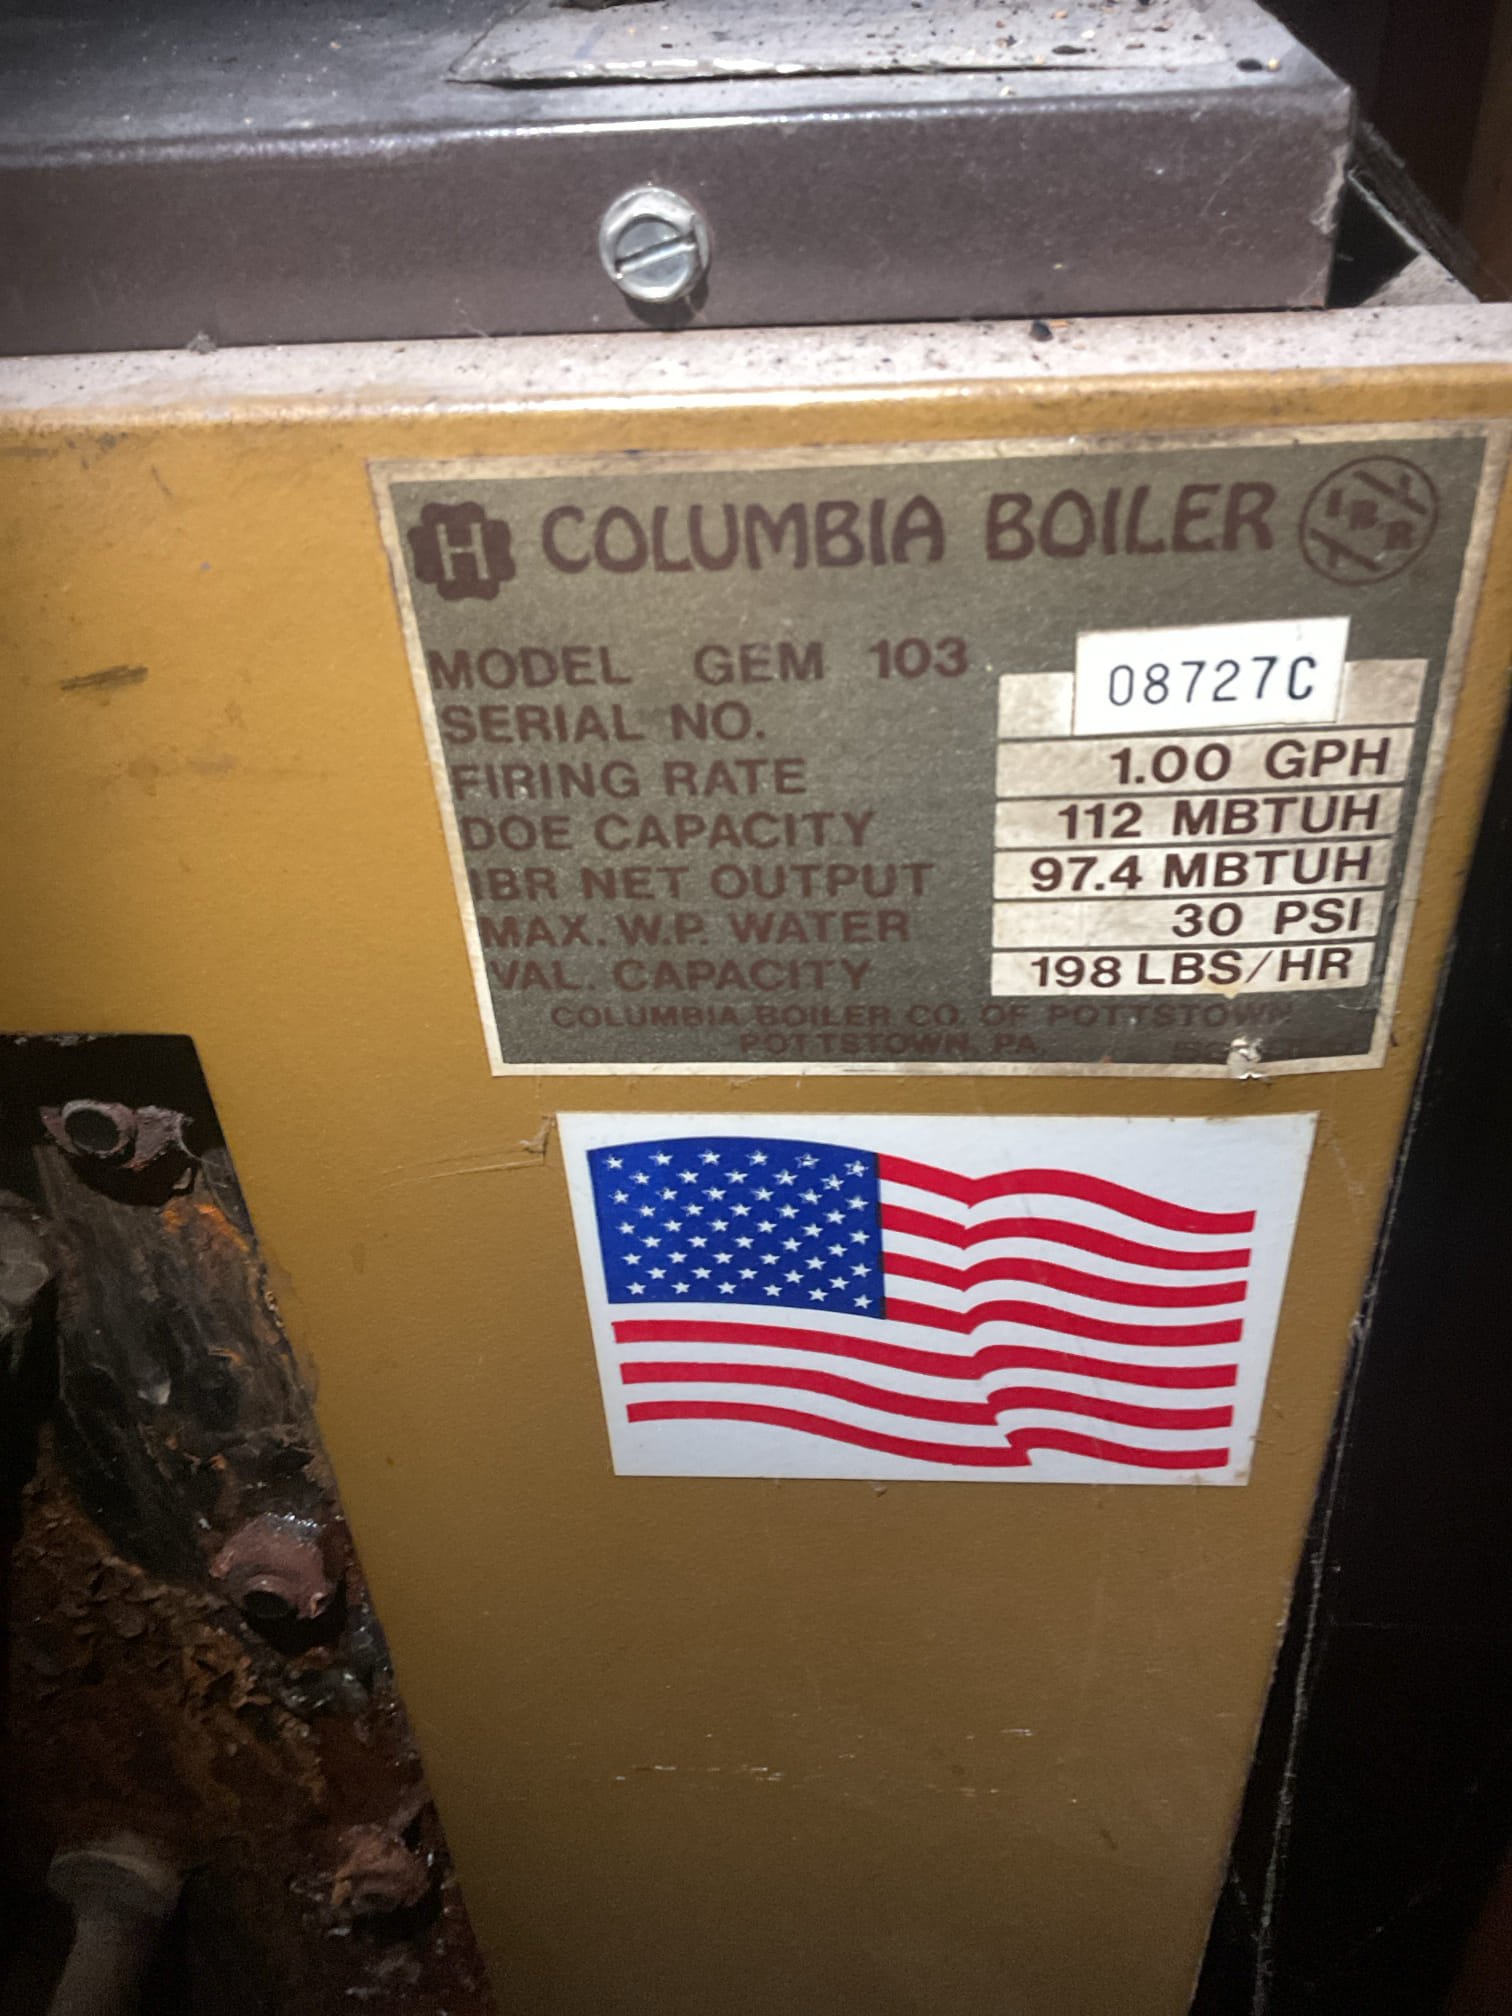 H COLUMBIA BOILER I=B=R
MODEL GEM 103
SERIAL NO. 08727C
FIRING RATE 1.00 GPH
DOE CAPACITY 112 MBTUH
IBR NET OUTPUT 97.4 MBTUH
MAX. W.P. WATER 30 PSI
VAL. CAPACITY 198 LBS/HR
COLUMBIA BOILER CO. OF POTTSTOWN
POTTSTOWN, PA